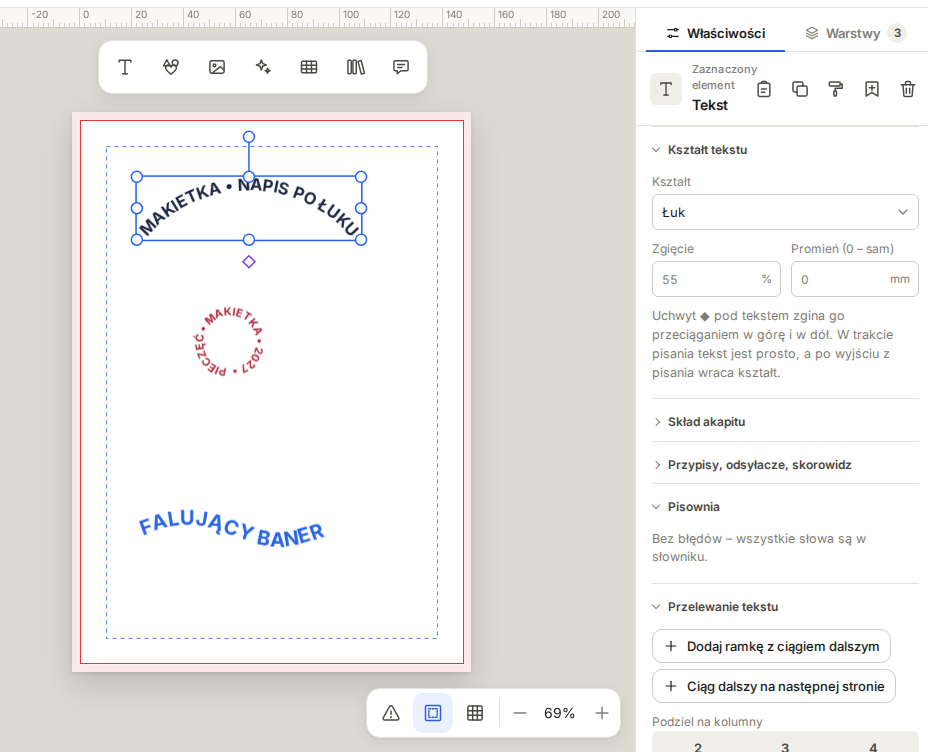 -20 0 20 40 60 80 100 120 140 160 180 200
Właściwości
Warstwy 3
Zaznaczony element
Tekst
MAKIETKA • NAPIS PO ŁUKU
• MAKIETKA • 2027 • PIECZĘĆ
FALUJĄCY BANER
69%
Kształt tekstu
Kształt
Łuk
Zgięcie
Promień (0 – sam)
55 %
0 mm
Uchwyt ◆ pod tekstem zgina go
przeciąganiem w górę i w dół. W trakcie
pisania tekst jest prosto, a po wyjściu z
pisania wraca kształt.
Skład akapitu
Przypisy, odsyłacze, skorowidz
Pisownia
Bez błędów – wszystkie słowa są w
słowniku.
Przelewanie tekstu
Dodaj ramkę z ciągiem dalszym
Ciąg dalszy na następnej stronie
Podziel na kolumny
2 3 4